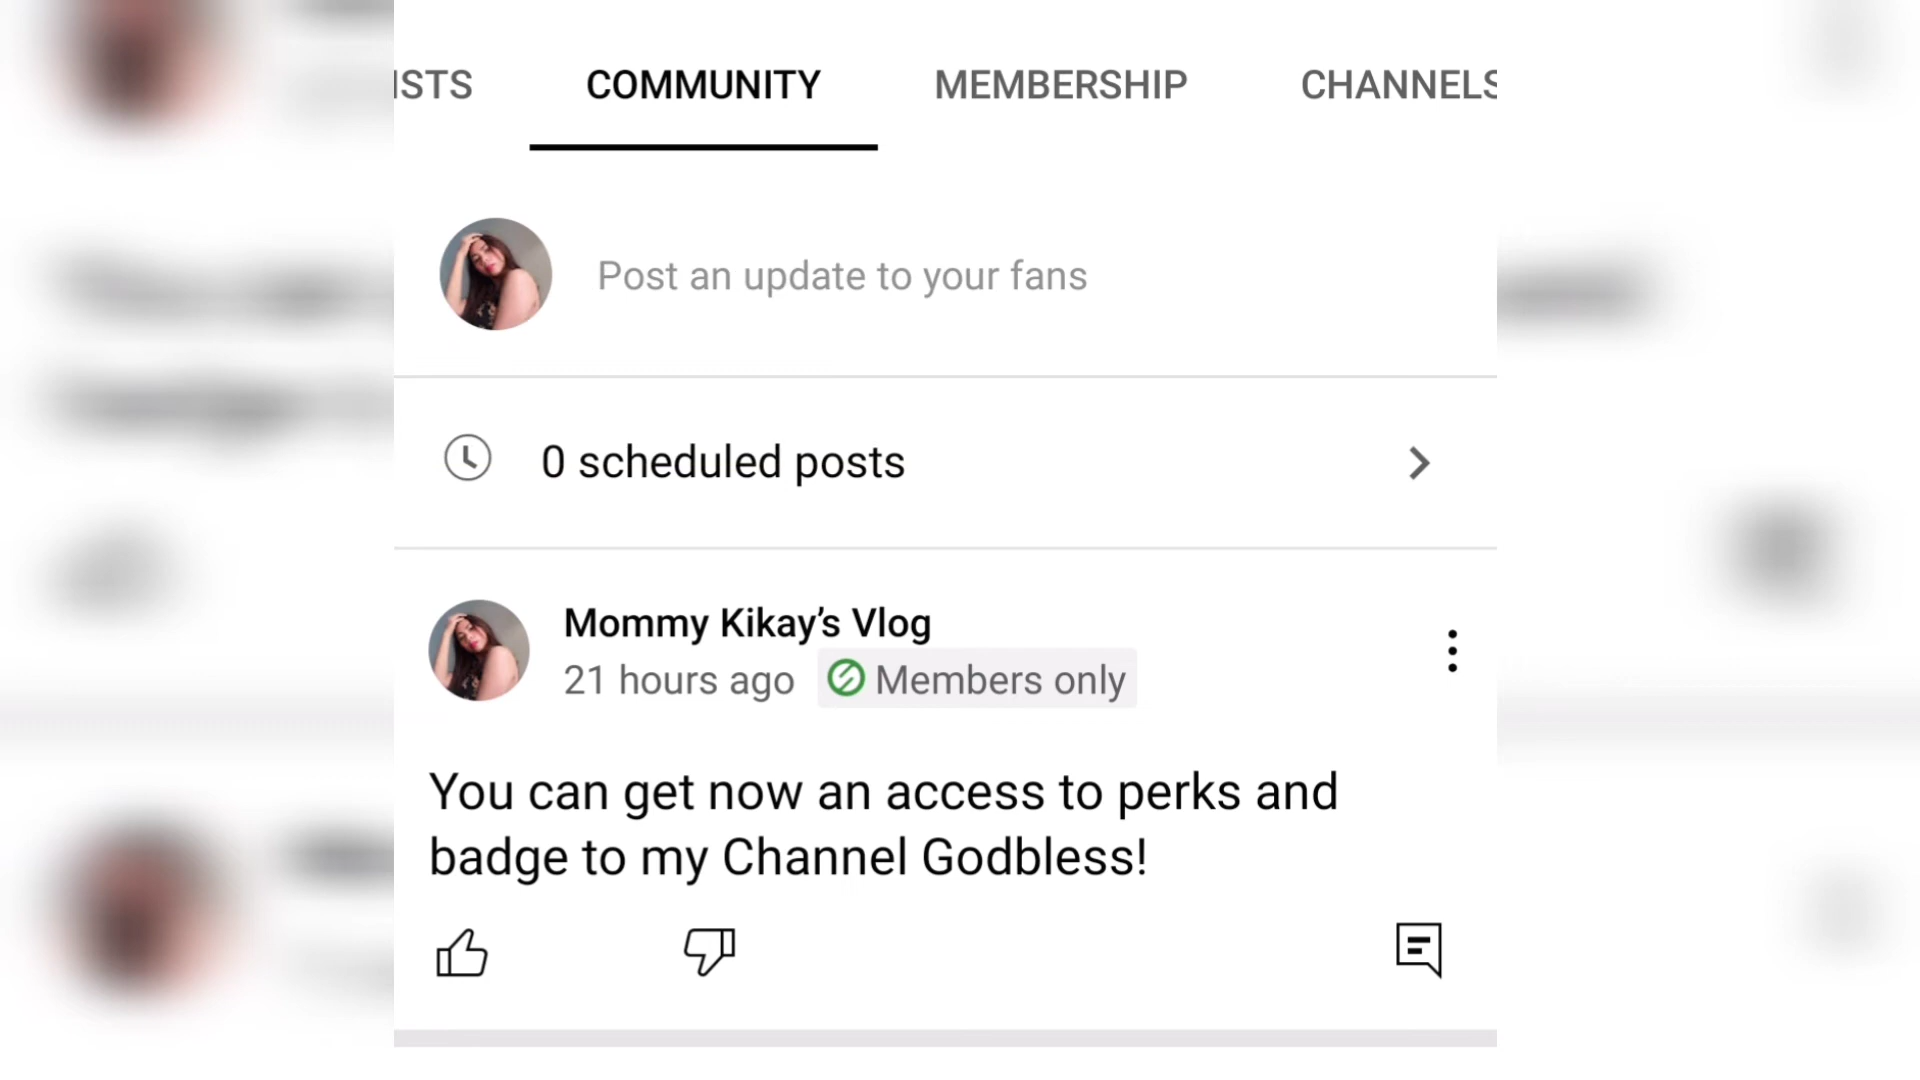 ISTS COMMUNITY MEMBERSHIP CHANNELS
Post an update to your fans
0 scheduled posts
Mommy Kikay’s Vlog
21 hours ago Members only
You can get now an access to perks and
badge to my Channel Godbless!